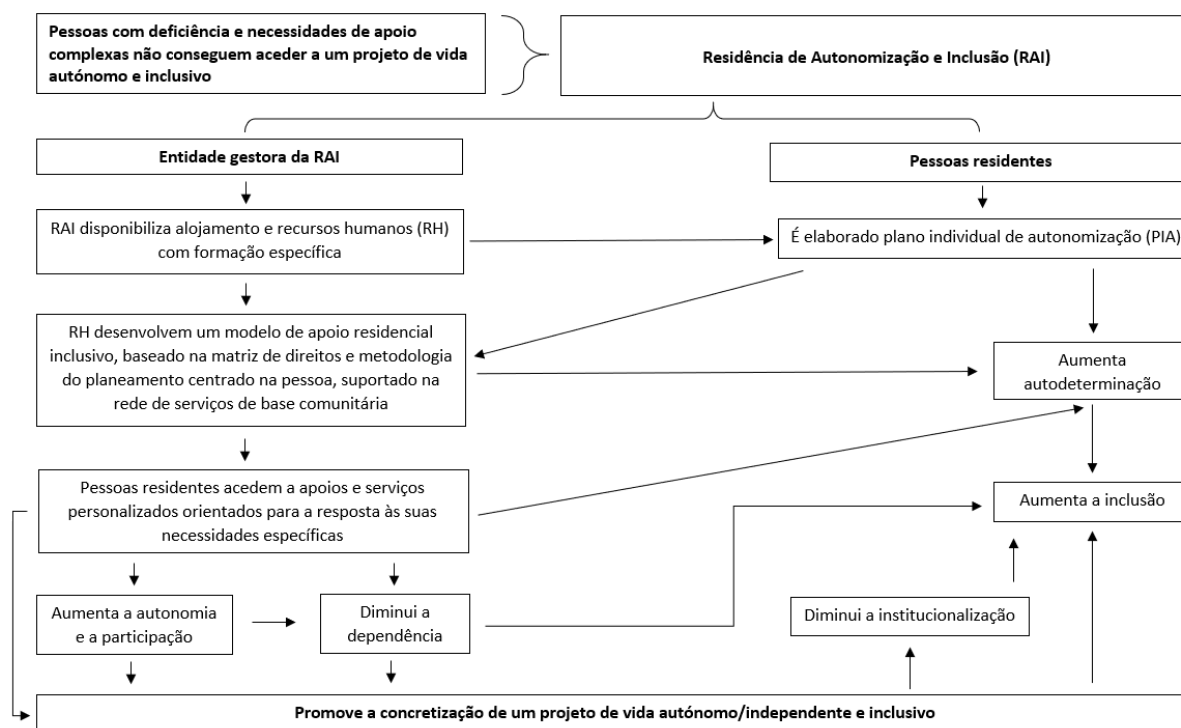 Pessoas com deficiência e necessidades de apoio
complexas não conseguem aceder a um projeto de vida
autónomo e inclusivo
Residência de Autonomização e Inclusão (RAI)
Entidade gestora da RAI
Pessoas residentes
RAI disponibiliza alojamento e recursos humanos (RH)
com formação específica
É elaborado plano individual de autonomização (PIA)
RH desenvolvem um modelo de apoio residencial
inclusivo, baseado na matriz de direitos e metodologia
do planeamento centrado na pessoa, suportado na
rede de serviços de base comunitária
Aumenta
autodeterminação
Pessoas residentes acedem a apoios e serviços
personalizados orientados para a resposta às suas
necessidades específicas
Aumenta a inclusão
Aumenta a autonomia
e a participação
Diminui a
dependência
Diminui a institucionalização
Promove a concretização de um projeto de vida autónomo/independente e inclusivo